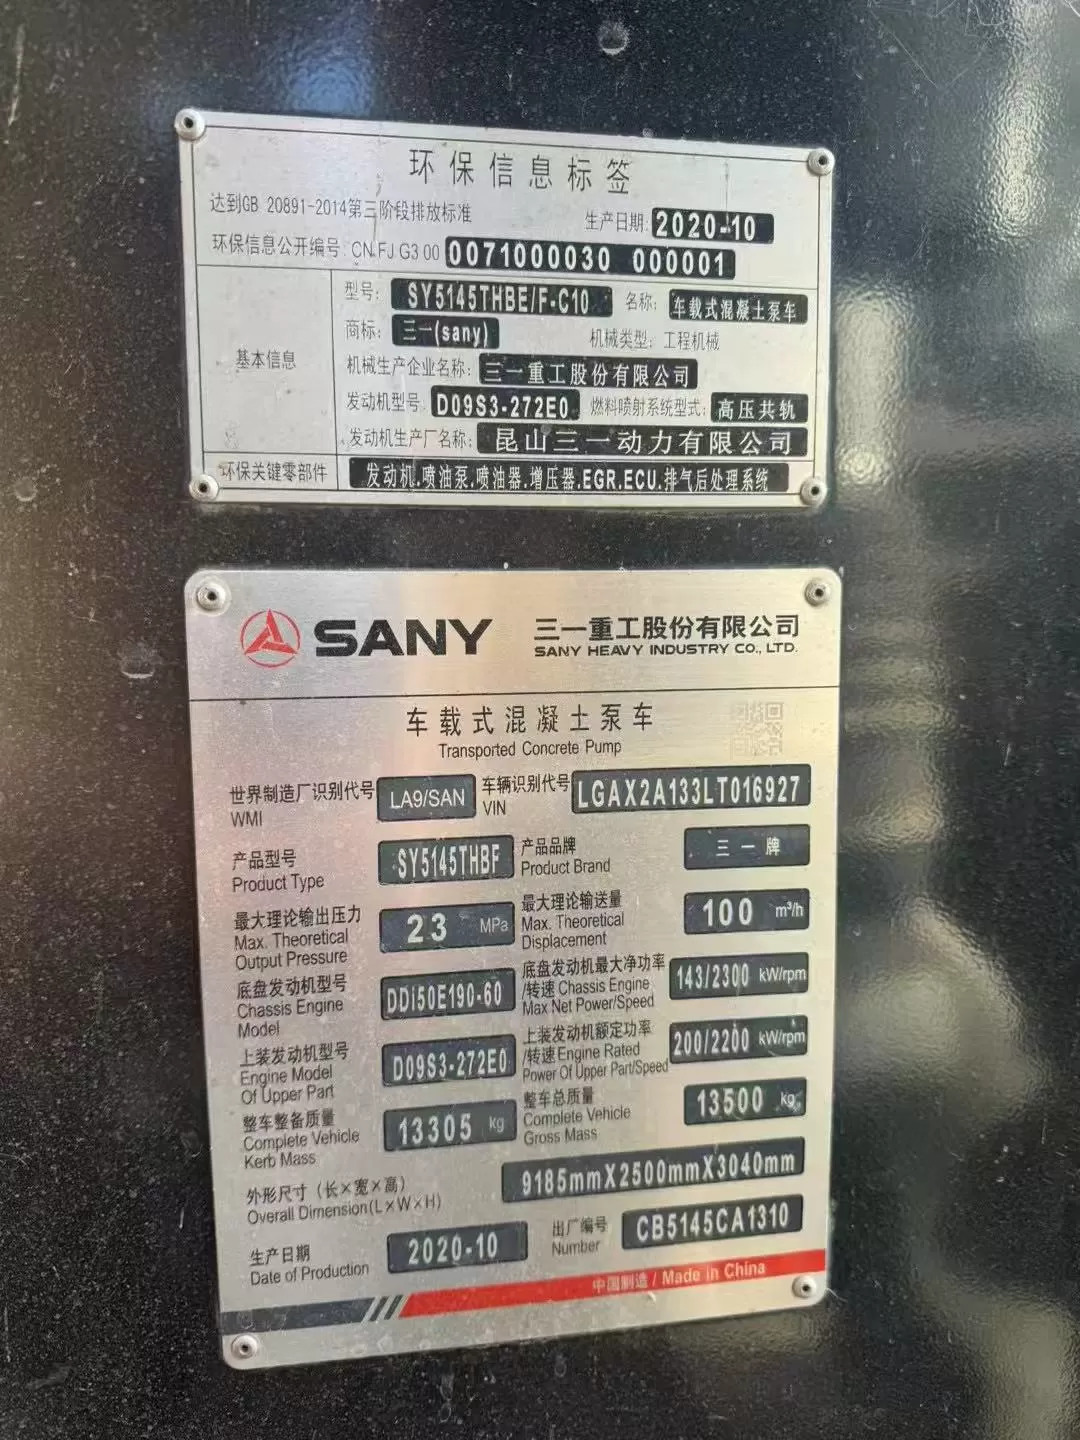 环保信息标签
达到GB 20891-2014第三阶段排放标准 生产日期: 2020-10
环保信息公开编号: CN FJ G3 00 0071000030 000001
基本信息
型号: SY5145THBE/F-C10 名称: 车载式混凝土泵车
商标: 三一(sany) 机械类型: 工程机械
机械生产企业名称: 三一重工股份有限公司
发动机型号: D09S3-272E0 燃料喷射系统型式: 高压共轨
发动机生产厂名称: 昆山三一动力有限公司
环保关键零部件 发动机.喷油泵.喷油器.增压器.EGR.ECU.排气后处理系统
SANY 三一重工股份有限公司
SANY HEAVY INDUSTRY CO., LTD.
车载式混凝土泵车
Transported Concrete Pump
世界制造厂识别代号 LA9/SAN 车辆识别代号 LGAX2A133LT016927
WMI VIN
产品型号 SY5145THBF 产品品牌 三一牌
Product Type Product Brand
最大理论输出压力 23 MPa 最大理论输送量 100 m³/h
Max. Theoretical Max. Theoretical
Output Pressure Displacement
底盘发动机型号 DDi50E190-60 底盘发动机最大净功率 143/2300 kW/rpm
Chassis Engine /转速 Chassis Engine
Model Max Net Power/Speed
上装发动机型号 D09S3-272E0 上装发动机额定功率 200/2200 kW/rpm
Engine Model /转速 Engine Rated
Of Upper Part Power Of Upper Part/Speed
整车整备质量 13305 kg 整车总质量 13500 kg
Complete Vehicle Complete Vehicle
Kerb Mass Gross Mass
外形尺寸 (长×宽×高) 9185mmX2500mmX3040mm
Overall Dimension(L×W×H)
生产日期 2020-10 出厂编号 CB5145CA1310
Date of Production Number
中国制造 / Made in China